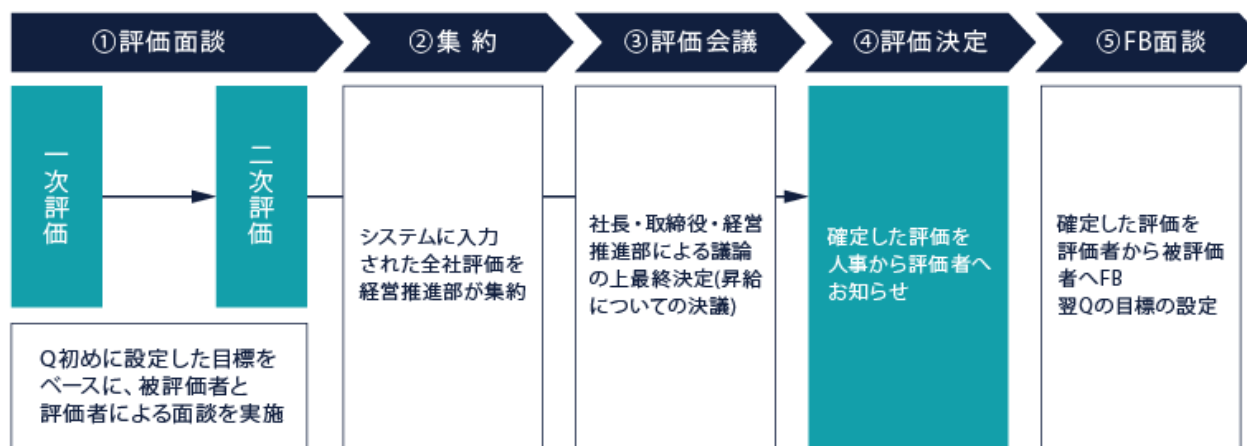 ①評価面談
②集 約
③評価会議
④評価決定
⑤FB面談
一次評価
二次評価
Q初めに設定した目標を
ベースに、被評価者と
評価者による面談を実施
システムに入力
された全社評価を
経営推進部が集約
社長・取締役・経営
推進部による議論
の上最終決定(昇給
についての決議)
確定した評価を
人事から評価者へ
お知らせ
確定した評価を
評価者から被評価
者へFB
翌Qの目標の設定